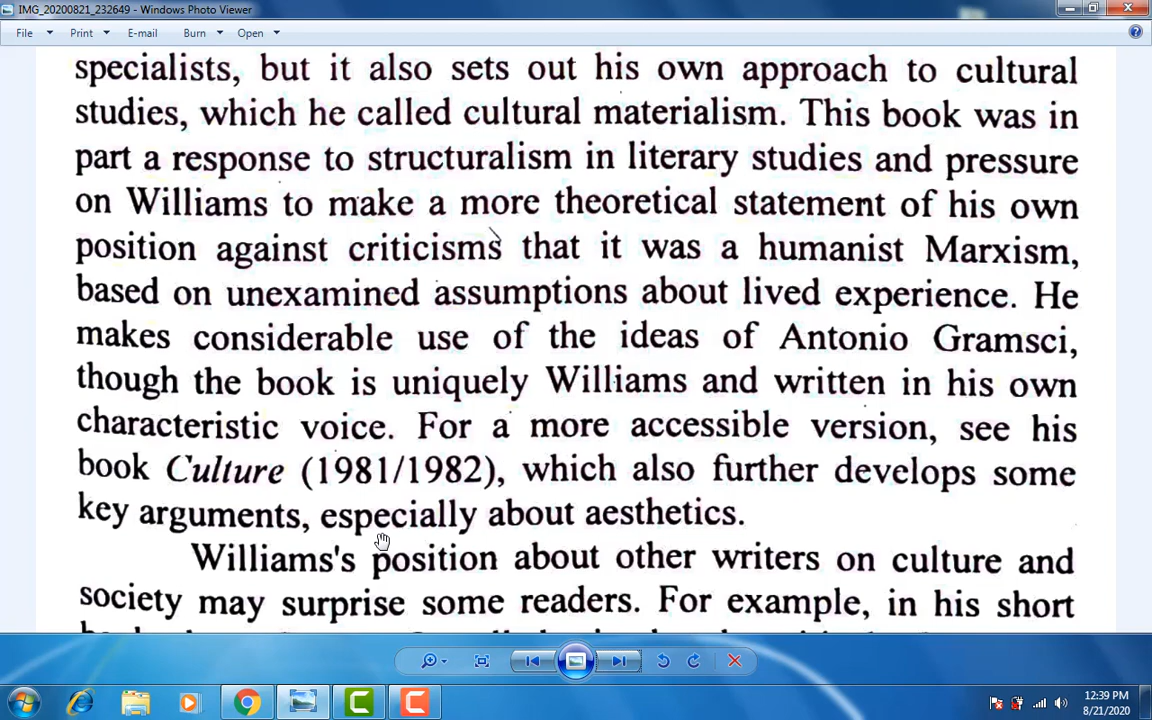 IMG_20200821_232649 - Windows Photo Viewer
File Print E-mail Burn Open
specialists, but it also sets out his own approach to cultural
studies, which he called cultural materialism. This book was in
part a response to structuralism in literary studies and pressure
on Williams to make a more theoretical statement of his own
position against criticisms that it was a humanist Marxism,
based on unexamined assumptions about lived experience. He
makes considerable use of the ideas of Antonio Gramsci,
though the book is uniquely Williams and written in his own
characteristic voice. For a more accessible version, see his
book Culture (1981/1982), which also further develops some
key arguments, especially about aesthetics.
Williams's position about other writers on culture and
society may surprise some readers. For example, in his short
12:39 PM
8/21/2020